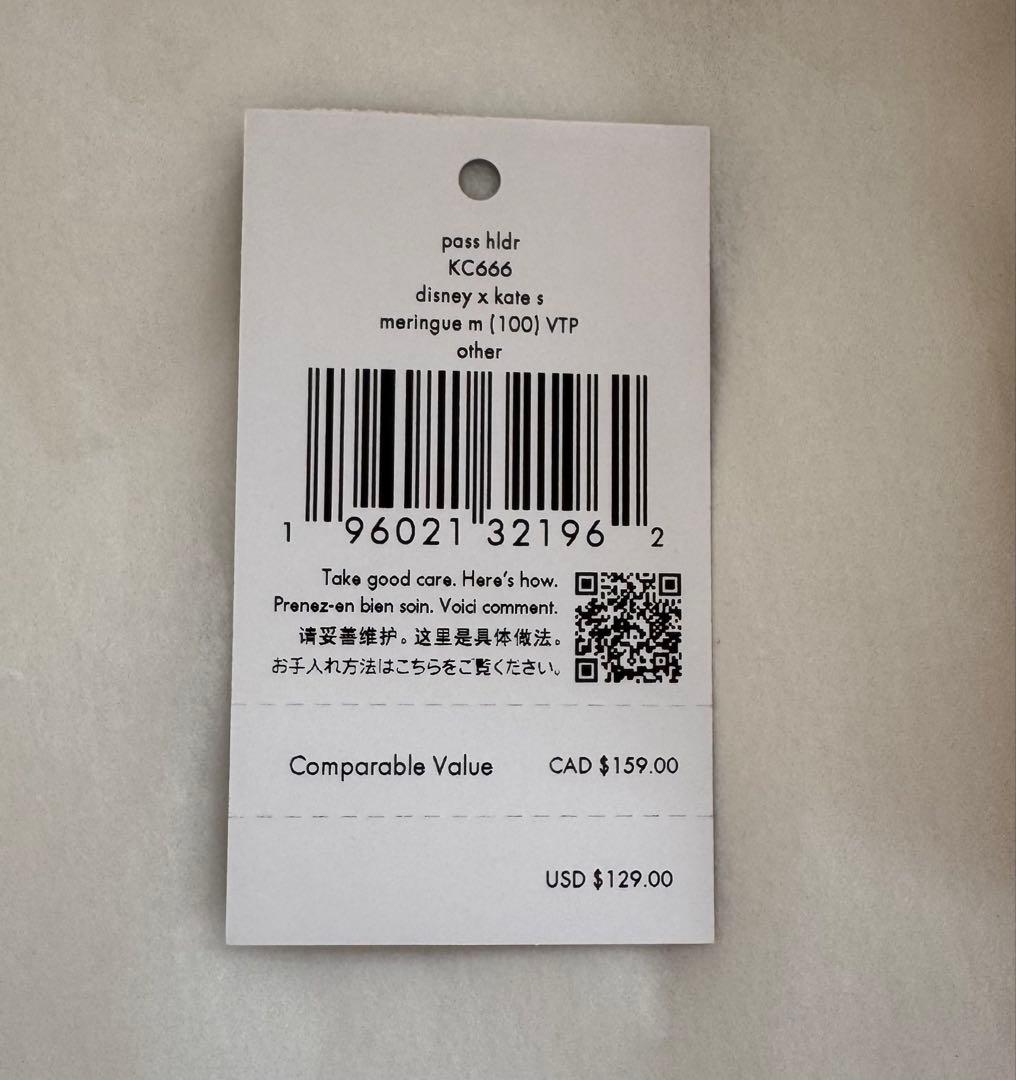 pass hldr
KC666
disney x kate s
meringue m (100) VTP
other
1 96021 32196 2
Take good care. Here's how.
Prenez-en bien soin. Voici comment.
请妥善维护。这里是具体做法。
お手入れ方法はこちらをご覧ください。
Comparable Value CAD $159.00
USD $129.00